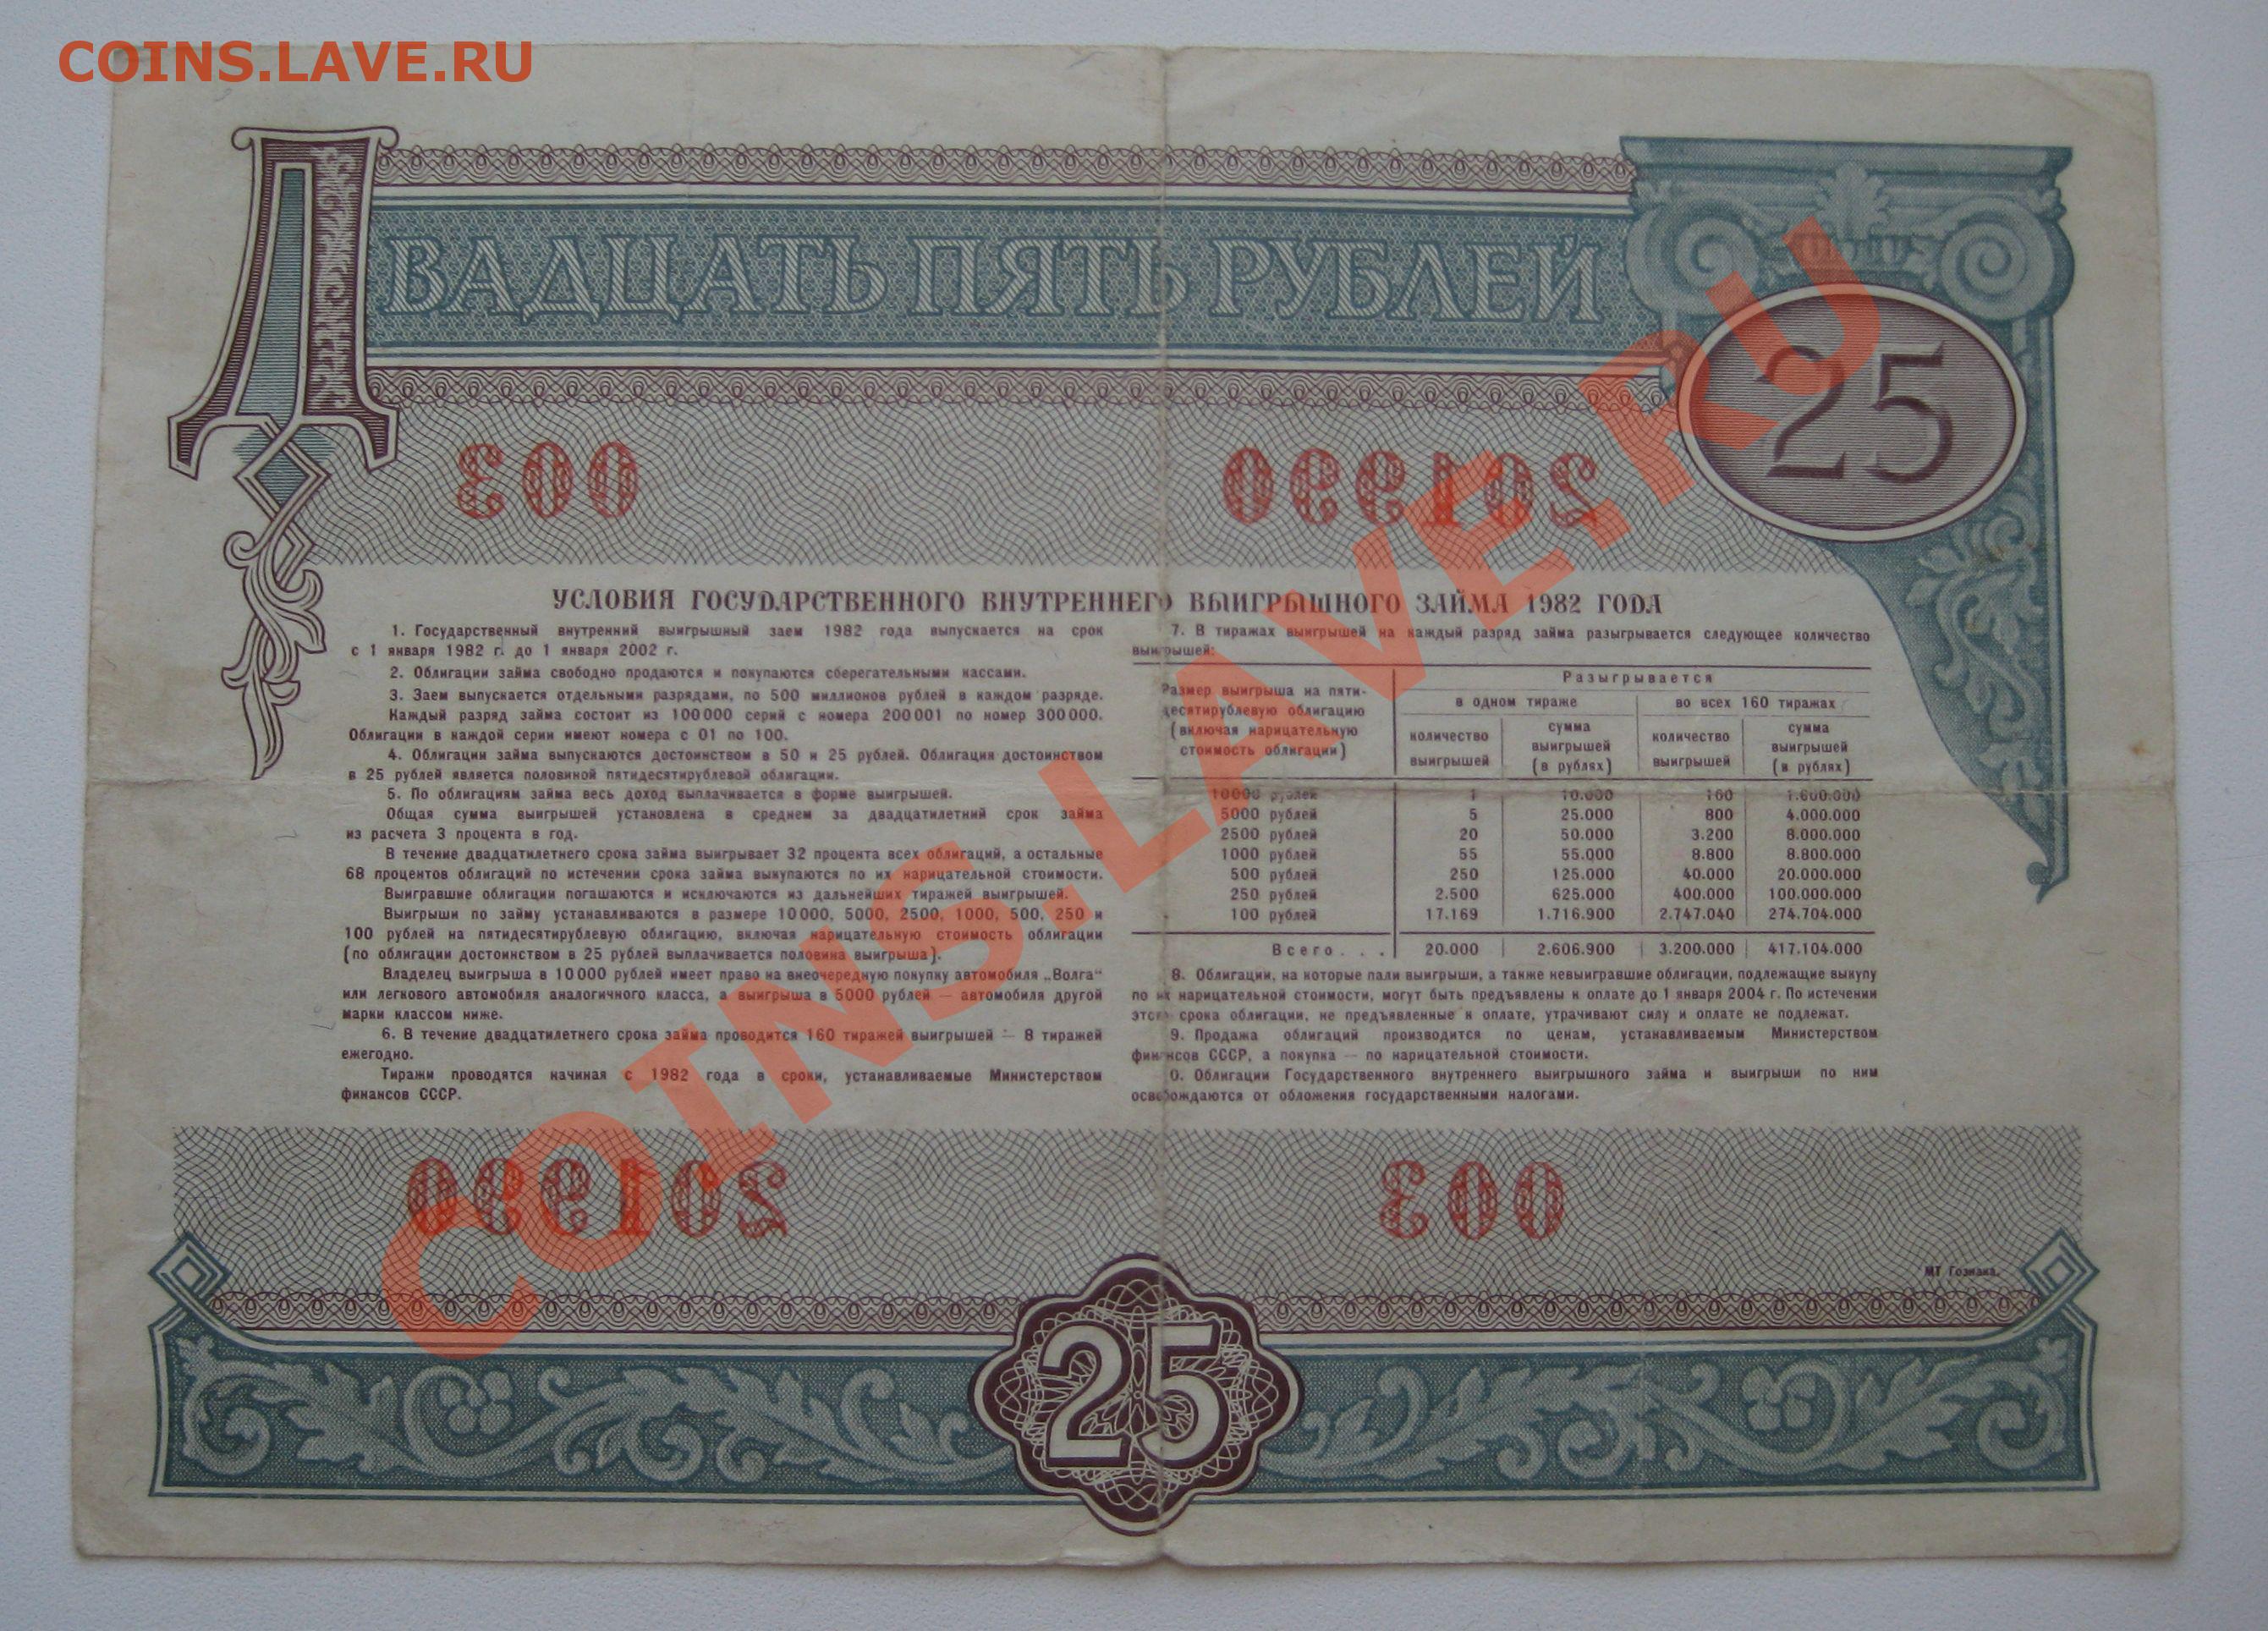 COINS.LAVE.RU
ДВАДЦАТЬ ПЯТЬ РУБЛЕЙ
25
003
201990
УСЛОВИЯ ГОСУДАРСТВЕННОГО ВНУТРЕННЕГО ВЫИГРЫШНОГО ЗАЙМА 1982 ГОДА
1. Государственный внутренний выигрышный заем 1982 года выпускается на срок
с 1 января 1982 г. до 1 января 2002 г.
2. Облигации займа свободно продаются и покупаются сберегательными кассами.
3. Заем выпускается отдельными разрядами, по 500 миллионов рублей в каждом разряде.
Каждый разряд займа состоит из 100000 серий с номера 200001 по номер 300000.
Облигации в каждой серии имеют номера с 01 по 100.
4. Облигации займа выпускаются достоинством в 50 и 25 рублей. Облигация достоинством
в 25 рублей является половиной пятидесятирублевой облигации.
5. По облигациям займа весь доход выплачивается в форме выигрышей.
Общая сумма выигрышей установлена в среднем за двадцатилетний срок займа
из расчета 3 процента в год.
В течение двадцатилетнего срока займа выигрывает 32 процента всех облигаций, а остальные
68 процентов облигаций по истечении срока займа выкупаются по их нарицательной стоимости.
Выигравшие облигации погашаются и исключаются из дальнейших тиражей выигрышей.
Выигрыши по займу устанавливаются в размере 10000, 5000, 2500, 1000, 500, 250 и
100 рублей на пятидесятирублевую облигацию, включая нарицательную стоимость облигации
(по облигации достоинством в 25 рублей выплачивается половина выигрыша).
Владелец выигрыша в 10000 рублей имеет право на внеочередную покупку автомобиля „Волга“
или легкового автомобиля аналогичного класса, а выигрыша в 5000 рублей — автомобиля другой
марки классом ниже.
6. В течение двадцатилетнего срока займа проводится 160 тиражей выигрышей — 8 тиражей
ежегодно.
Тиражи проводятся начиная с 1982 года в сроки, устанавливаемые Министерством
финансов СССР.
7. В тиражах выигрышей на каждый разряд займа разыгрывается следующее количество
выигрышей:
Размер выигрыша на пяти-
десятирублевую облигацию
(включая нарицательную
стоимость облигации)
Разыгрывается
в одном тираже во всех 160 тиражах
количество выигрышей
сумма выигрышей (в рублях)
количество выигрышей
сумма выигрышей (в рублях)
10000 рублей 1 10.000 160 1.600.000
5000 рублей 5 25.000 800 4.000.000
2500 рублей 20 50.000 3.200 8.000.000
1000 рублей 55 55.000 8.800 8.800.000
500 рублей 250 125.000 40.000 20.000.000
250 рублей 2.500 625.000 400.000 100.000.000
100 рублей 17.169 1.716.900 2.747.040 274.704.000
Всего . . . 20.000 2.606.900 3.200.000 417.104.000
8. Облигации, на которые пали выигрыши, а также невыигравшие облигации, подлежащие выкупу
по их нарицательной стоимости, могут быть предъявлены к оплате до 1 января 2004 г. По истечении
этого срока облигации, не предъявленные к оплате, утрачивают силу и оплате не подлежат.
9. Продажа облигаций производится по ценам, устанавливаемым Министерством
финансов СССР, а покупка — по нарицательной стоимости.
0. Облигации Государственного внутреннего выигрышного займа и выигрыши по ним
освобождаются от обложения государственными налогами.
201990
003
МТ Гознака.
25
COINS.LAVE.RU